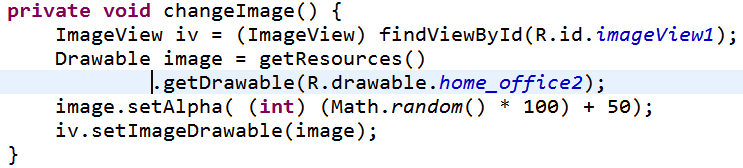 private void changeImage() {
ImageView iv = (ImageView) findViewById(R.id.imageView1);
Drawable image = getResources()
.getDrawable(R.drawable.home_office2);
image.setAlpha( (int) (Math.random() * 100) + 50);
iv.setImageDrawable(image);
}